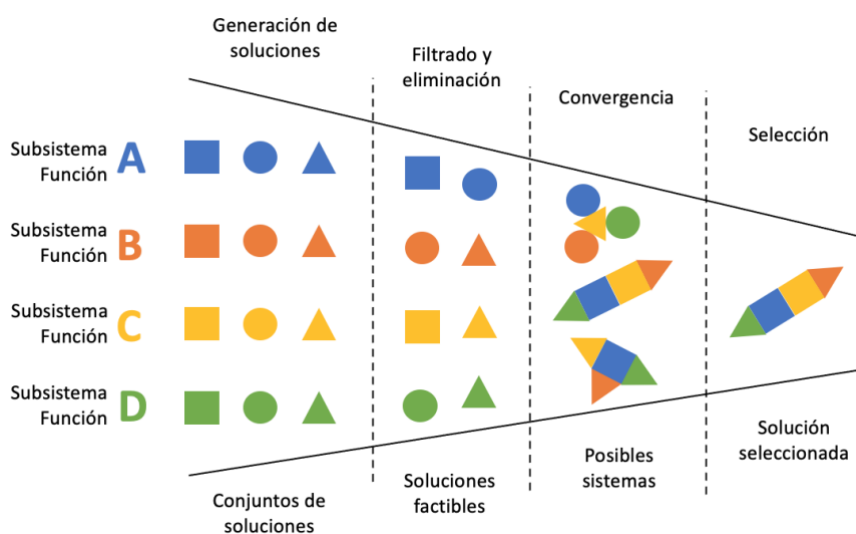 Generación de
soluciones
Filtrado y
eliminación
Convergencia
Selección
Subsistema
Función
A
Subsistema
Función
B
Subsistema
Función
C
Subsistema
Función
D
Conjuntos de
soluciones
Soluciones
factibles
Posibles
sistemas
Solución
seleccionada